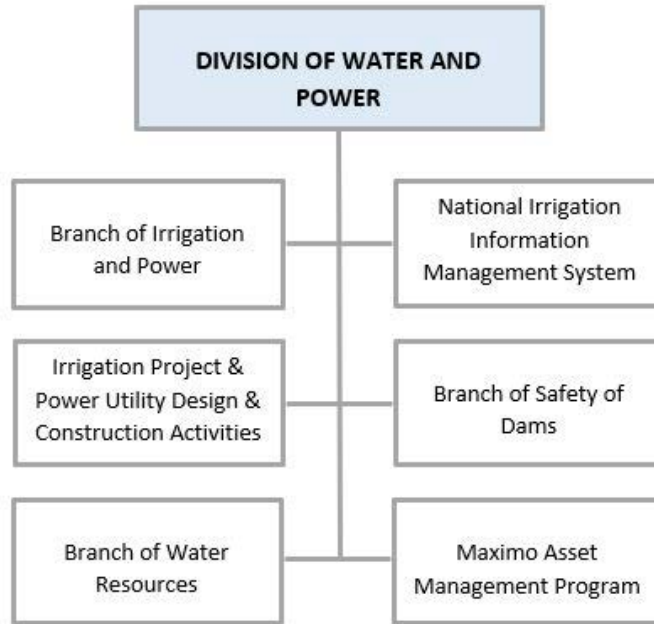 DIVISION OF WATER AND
POWER
Branch of Irrigation
and Power
National Irrigation
Information
Management System
Irrigation Project &
Power Utility Design &
Construction Activities
Branch of Safety of
Dams
Branch of Water
Resources
Maximo Asset
Management Program